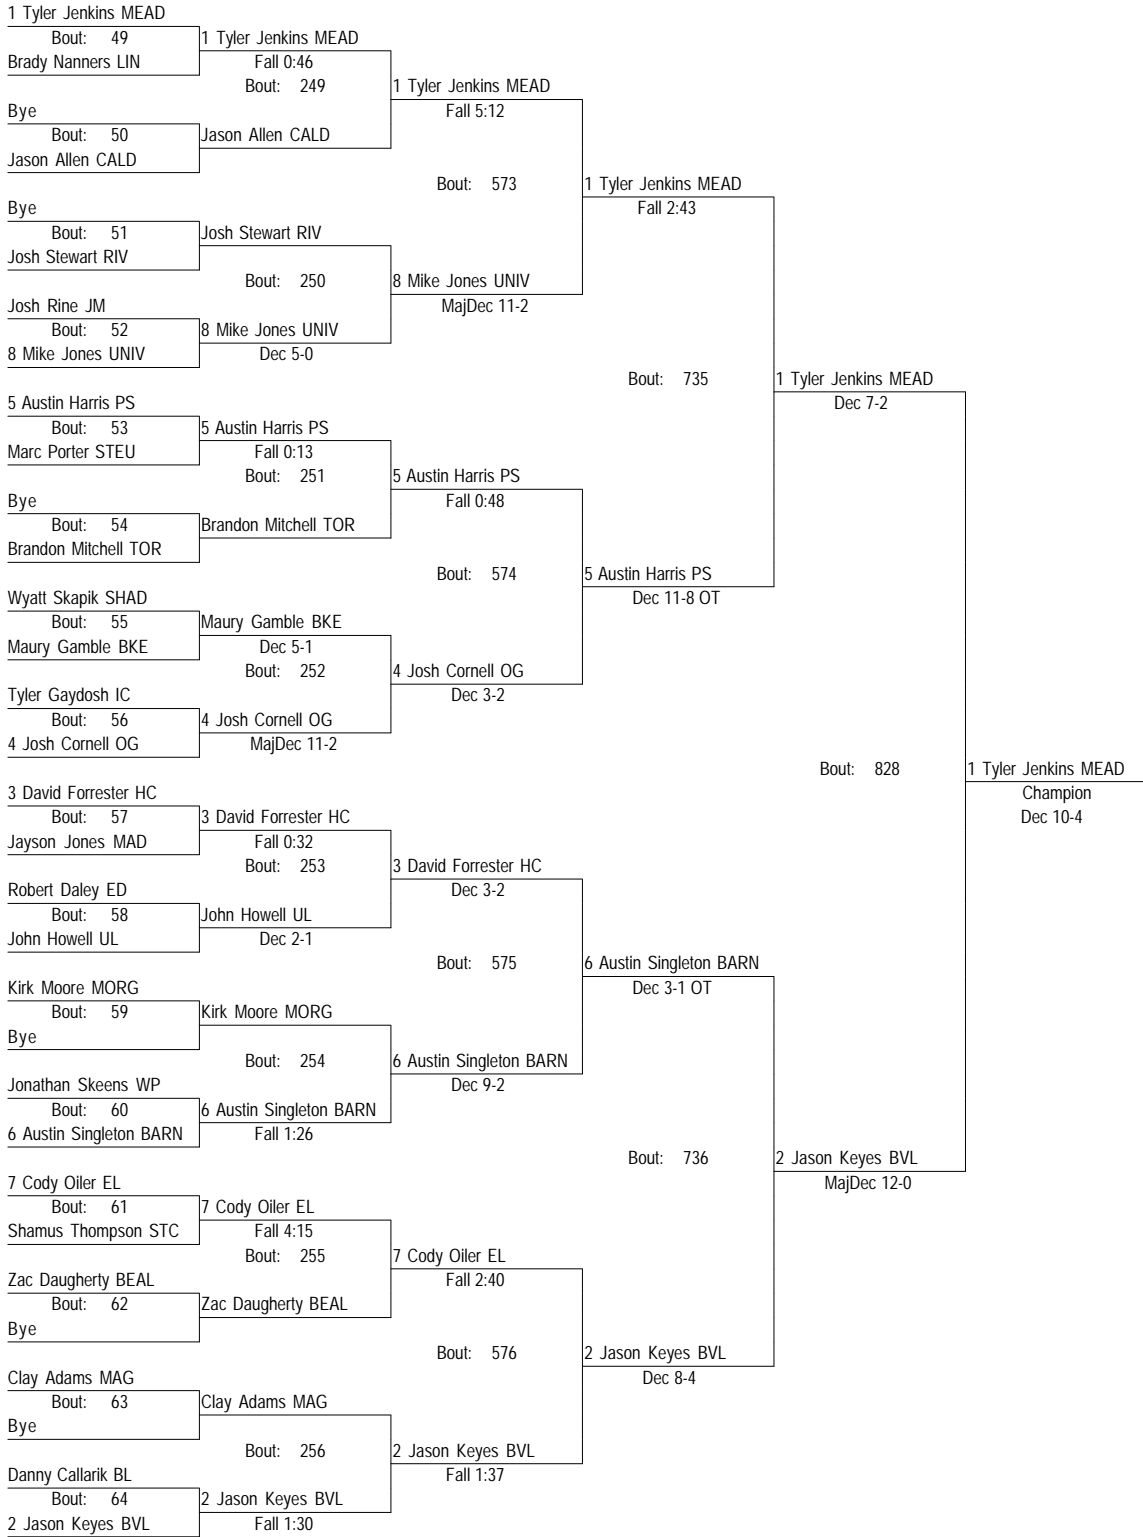 1 Tyler Jenkins MEAD
Bout: 49
Brady Nanners LIN
1 Tyler Jenkins MEAD
Fall 0:46
Bout: 249
1 Tyler Jenkins MEAD
Fall 5:12
Bye
Bout: 50
Jason Allen CALD
Jason Allen CALD
Bout: 573
1 Tyler Jenkins MEAD
Fall 2:43
Bye
Bout: 51
Josh Stewart RIV
Josh Stewart RIV
Bout: 250
8 Mike Jones UNIV
MajDec 11-2
Josh Rine JM
Bout: 52
8 Mike Jones UNIV
8 Mike Jones UNIV
Dec 5-0
Bout: 735
1 Tyler Jenkins MEAD
Dec 7-2
5 Austin Harris PS
Bout: 53
Marc Porter STEU
5 Austin Harris PS
Fall 0:13
Bout: 251
5 Austin Harris PS
Fall 0:48
Bye
Bout: 54
Brandon Mitchell TOR
Brandon Mitchell TOR
Bout: 574
5 Austin Harris PS
Dec 11-8 OT
Wyatt Skapik SHAD
Bout: 55
Maury Gamble BKE
Maury Gamble BKE
Dec 5-1
Bout: 252
4 Josh Cornell OG
Dec 3-2
Tyler Gaydosh IC
Bout: 56
4 Josh Cornell OG
4 Josh Cornell OG
MajDec 11-2
Bout: 828
1 Tyler Jenkins MEAD
Champion
Dec 10-4
3 David Forrester HC
Bout: 57
Jayson Jones MAD
3 David Forrester HC
Fall 0:32
Bout: 253
3 David Forrester HC
Dec 3-2
Robert Daley ED
Bout: 58
John Howell UL
John Howell UL
Dec 2-1
Bout: 575
6 Austin Singleton BARN
Dec 3-1 OT
Kirk Moore MORG
Bout: 59
Bye
Kirk Moore MORG
Bout: 254
6 Austin Singleton BARN
Dec 9-2
Jonathan Skeens WP
Bout: 60
6 Austin Singleton BARN
6 Austin Singleton BARN
Fall 1:26
Bout: 736
2 Jason Keyes BVL
MajDec 12-0
7 Cody Oiler EL
Bout: 61
Shamus Thompson STC
7 Cody Oiler EL
Fall 4:15
Bout: 255
7 Cody Oiler EL
Fall 2:40
Zac Daugherty BEAL
Bout: 62
Bye
Zac Daugherty BEAL
Bout: 576
2 Jason Keyes BVL
Dec 8-4
Clay Adams MAG
Bout: 63
Bye
Clay Adams MAG
Bout: 256
2 Jason Keyes BVL
Fall 1:37
Danny Callarik BL
Bout: 64
2 Jason Keyes BVL
2 Jason Keyes BVL
Fall 1:30